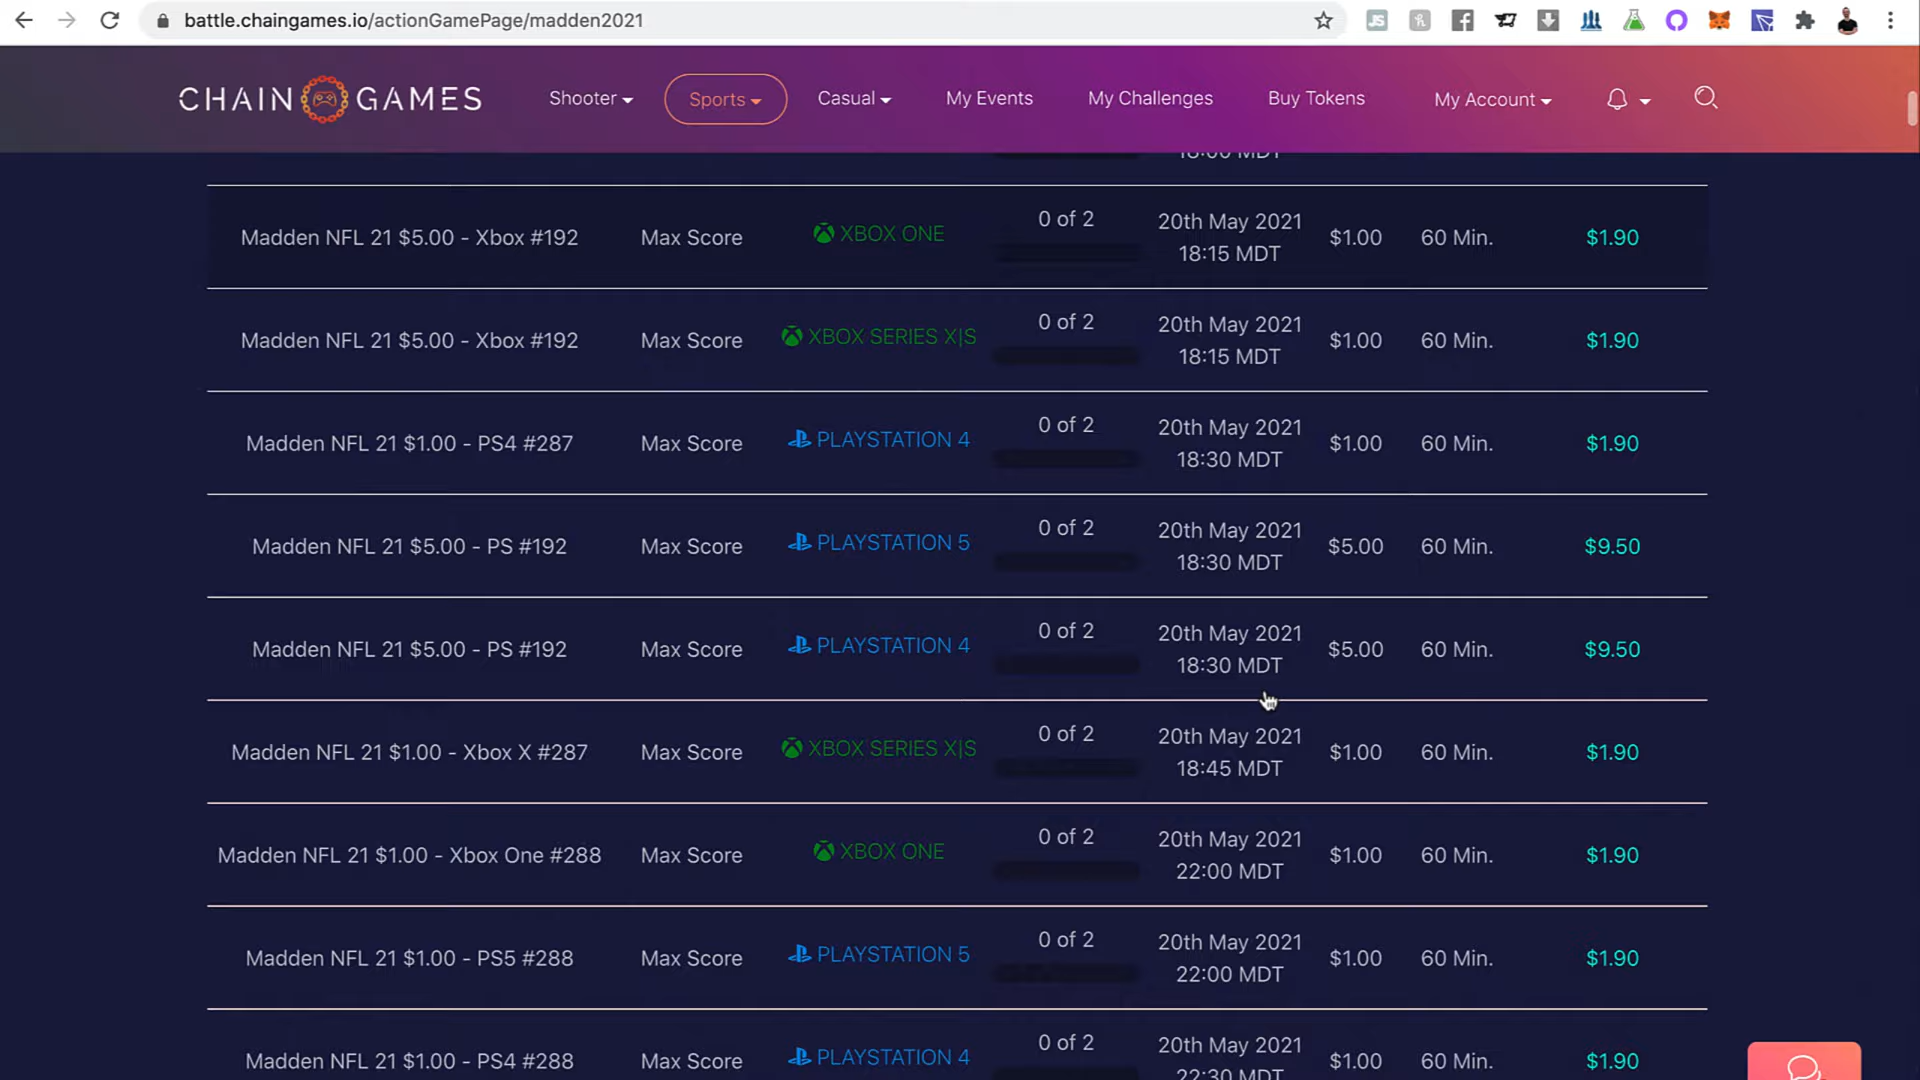 battle.chaingames.io/actionGamePage/madden2021
CHAIN GAMES Shooter Sports Casual My Events My Challenges Buy Tokens My Account
18:00 MDT
Madden NFL 21 $5.00 - Xbox #192 Max Score XBOX ONE 0 of 2 20th May 2021 18:15 MDT $1.00 60 Min. $1.90
Madden NFL 21 $5.00 - Xbox #192 Max Score XBOX SERIES X|S 0 of 2 20th May 2021 18:15 MDT $1.00 60 Min. $1.90
Madden NFL 21 $1.00 - PS4 #287 Max Score PLAYSTATION 4 0 of 2 20th May 2021 18:30 MDT $1.00 60 Min. $1.90
Madden NFL 21 $5.00 - PS #192 Max Score PLAYSTATION 5 0 of 2 20th May 2021 18:30 MDT $5.00 60 Min. $9.50
Madden NFL 21 $5.00 - PS #192 Max Score PLAYSTATION 4 0 of 2 20th May 2021 18:30 MDT $5.00 60 Min. $9.50
Madden NFL 21 $1.00 - Xbox X #287 Max Score XBOX SERIES X|S 0 of 2 20th May 2021 18:45 MDT $1.00 60 Min. $1.90
Madden NFL 21 $1.00 - Xbox One #288 Max Score XBOX ONE 0 of 2 20th May 2021 22:00 MDT $1.00 60 Min. $1.90
Madden NFL 21 $1.00 - PS5 #288 Max Score PLAYSTATION 5 0 of 2 20th May 2021 22:00 MDT $1.00 60 Min. $1.90
Madden NFL 21 $1.00 - PS4 #288 Max Score PLAYSTATION 4 0 of 2 20th May 2021 22:30 MDT $1.00 60 Min. $1.90